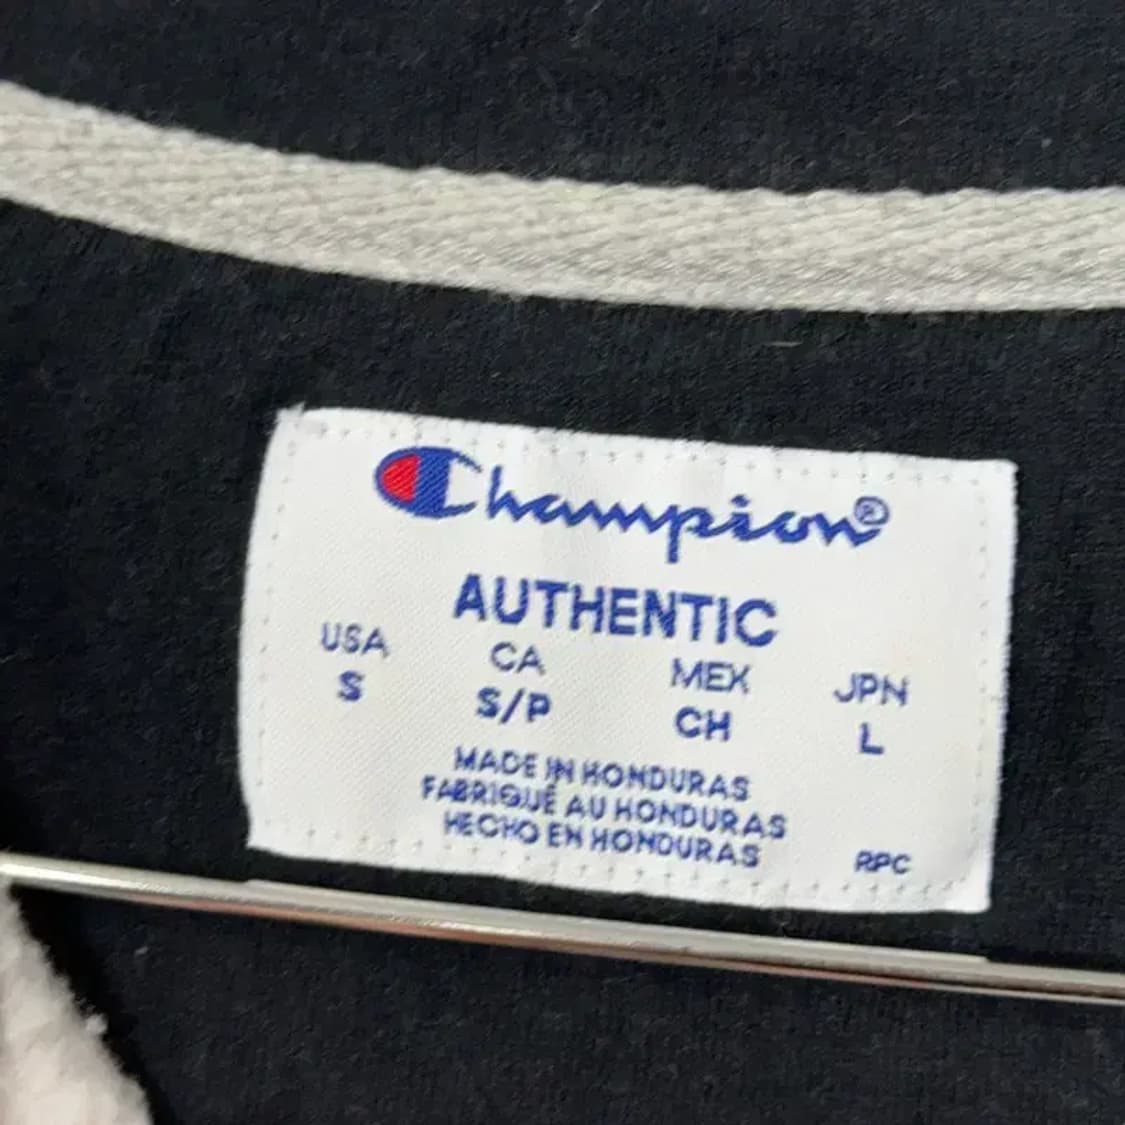 Champion®
AUTHENTIC
USA CA MEX JPN
S S/P CH L
MADE IN HONDURAS
FABRIQUÉ AU HONDURAS
HECHO EN HONDURAS
RPC